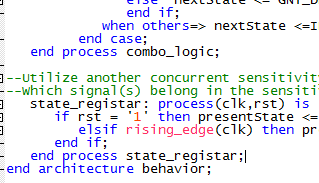 else nextState <= GNT_D
end if;
when others=> nextState <=I
end case;
end process combo_logic;
--Utilize another concurrent sensitivity
--Which signal(s) belong in the sensiti
state_registar: process(clk,rst) is
if rst = '1' then presentState <=
elsif rising_edge(clk) then pr
end if;
end process state_registar;
end architecture behavior;